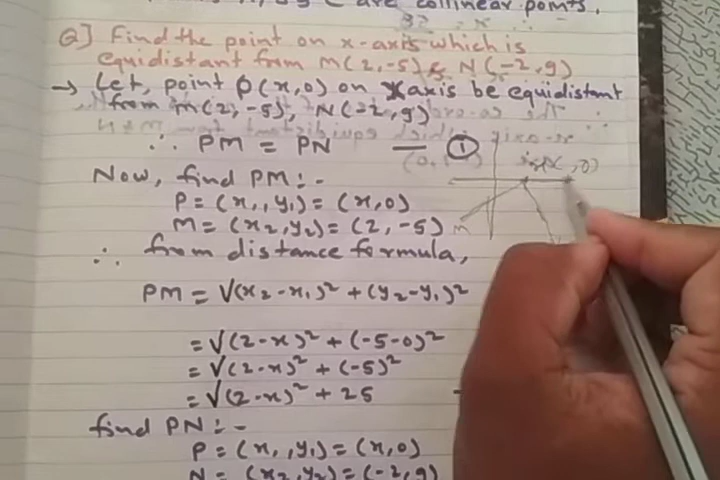 are collinear points.
Q] Find the point on x-axis which is
equidistant from M(2,-5) & N(-2,9)
→ Let, point P(x,0) on x axis be equidistant
from M(2,-5), N(-2,9)
∴ PM = PN — ①
Now, find PM :-
P = (x₁, y₁) = (x,0)
M = (x₂, y₂) = (2, -5)
∴ from distance formula,
PM = √(x₂-x₁)² + (y₂-y₁)²
= √(2-x)² + (-5-0)²
= √(2-x)² + (-5)²
= √(2-x)² + 25
find PN :-
P = (x₁, y₁) = (x,0)
N = (x₂, y₂) = (-2,9)